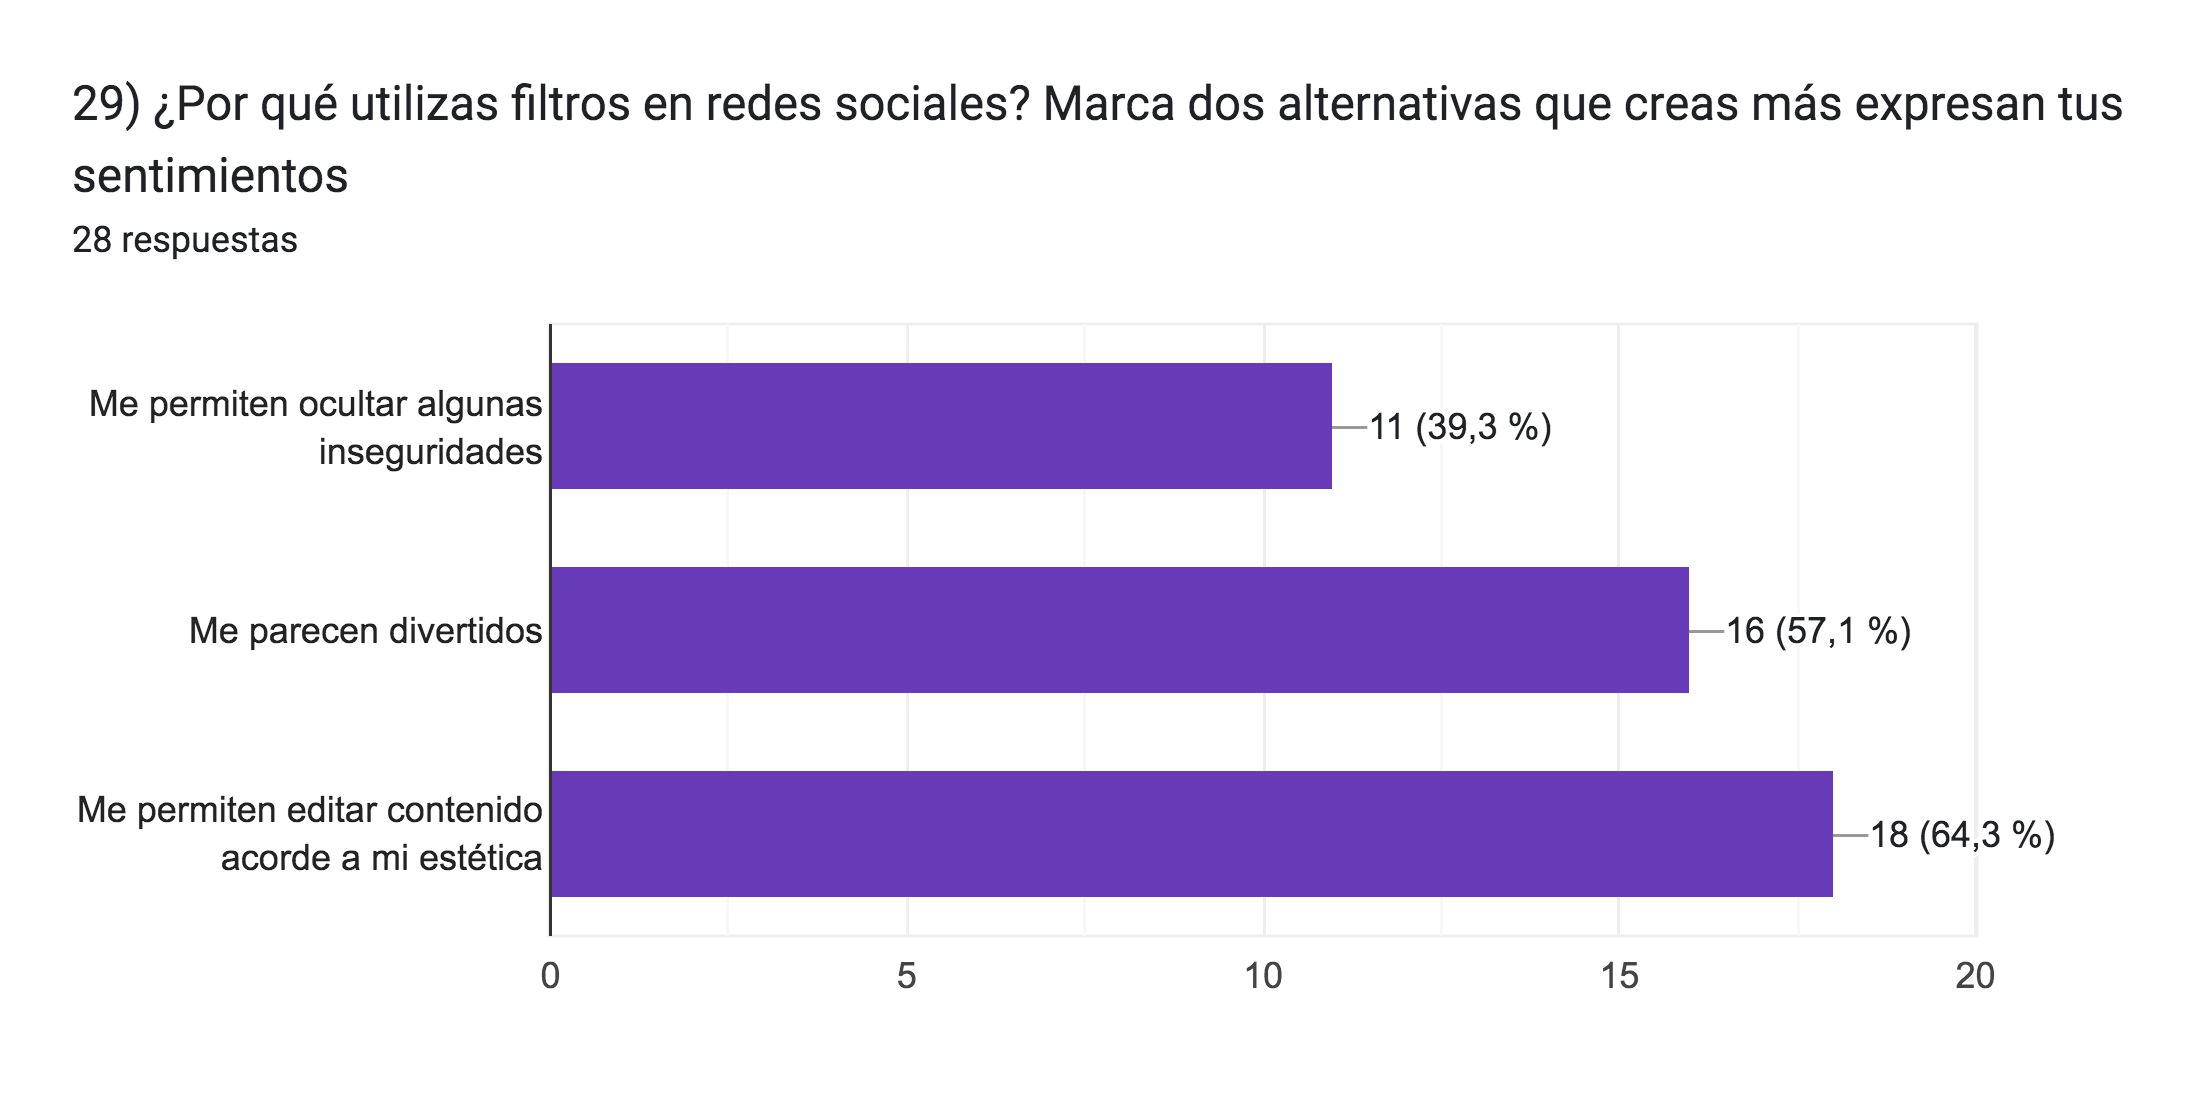 29) ¿Por qué utilizas filtros en redes sociales? Marca dos alternativas que creas más expresan tus
sentimientos
28 respuestas
Me permiten ocultar algunas
inseguridades
11 (39,3 %)
Me parecen divertidos
16 (57,1 %)
Me permiten editar contenido
acorde a mi estética
18 (64,3 %)
0 5 10 15 20